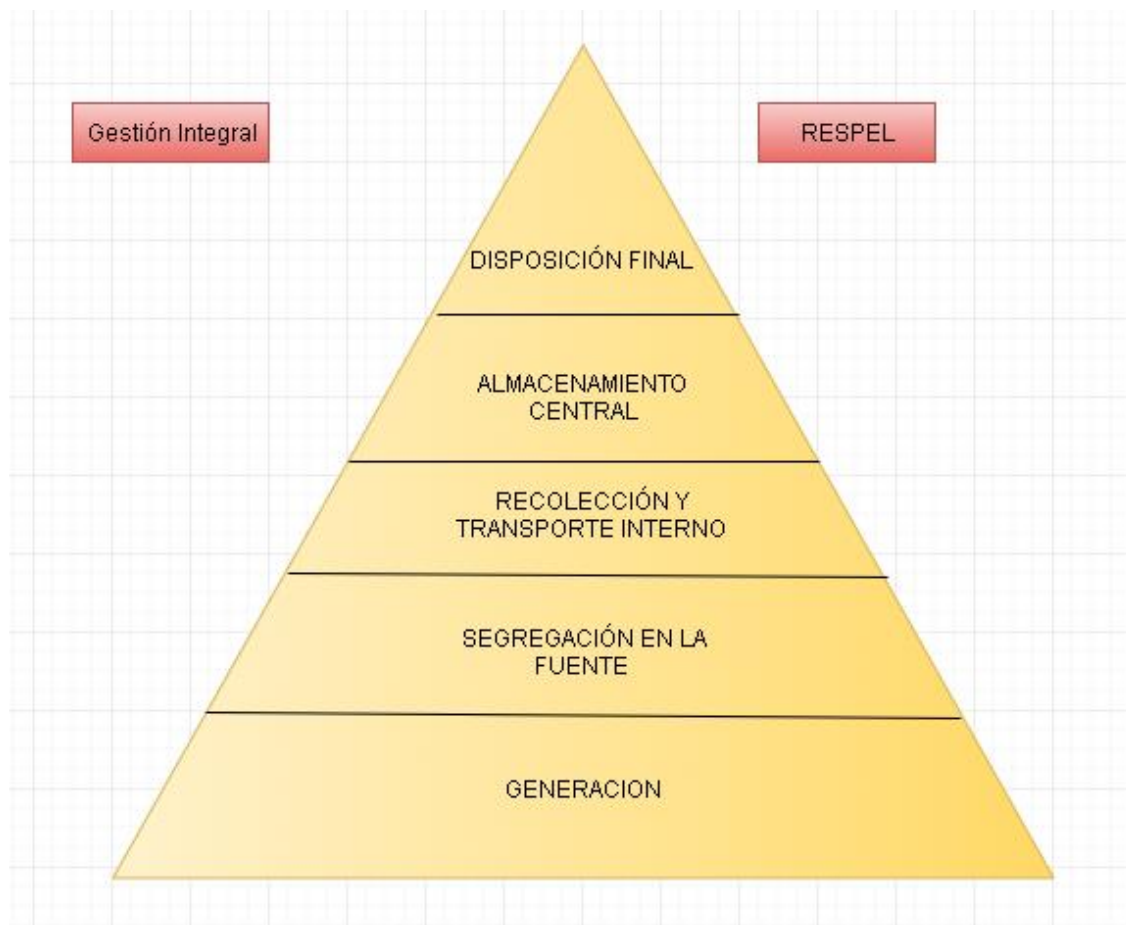 Gestión Integral
RESPEL
DISPOSICIÓN FINAL
ALMACENAMIENTO
CENTRAL
RECOLECCIÓN Y
TRANSPORTE INTERNO
SEGREGACIÓN EN LA
FUENTE
GENERACION